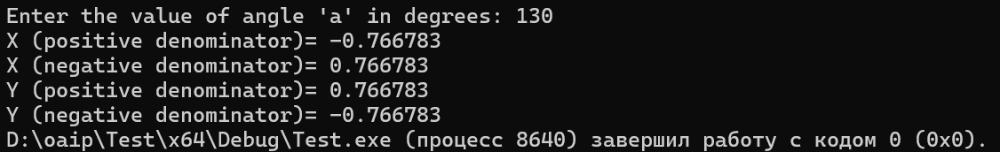 Enter the value of angle 'a' in degrees: 130
X (positive denominator)= -0.766783
X (negative denominator)= 0.766783
Y (positive denominator)= 0.766783
Y (negative denominator)= -0.766783
D:\oaip\Test\x64\Debug\Test.exe (процесс 8640) завершил работу с кодом 0 (0x0).